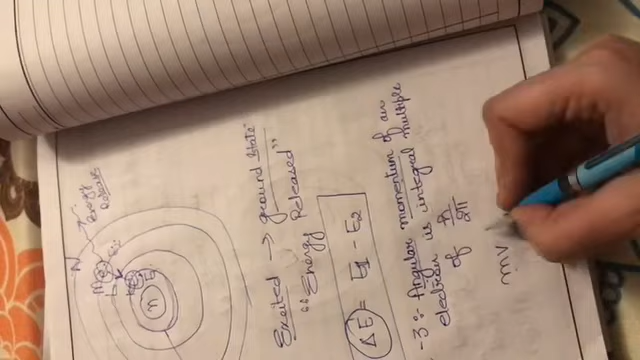 Energy
Release
n
Excited → ground state
"Energy Released"
ΔE = E1 - E2
-3:- Angular momentum of an
electron is integral multiple
of h/2π
mv